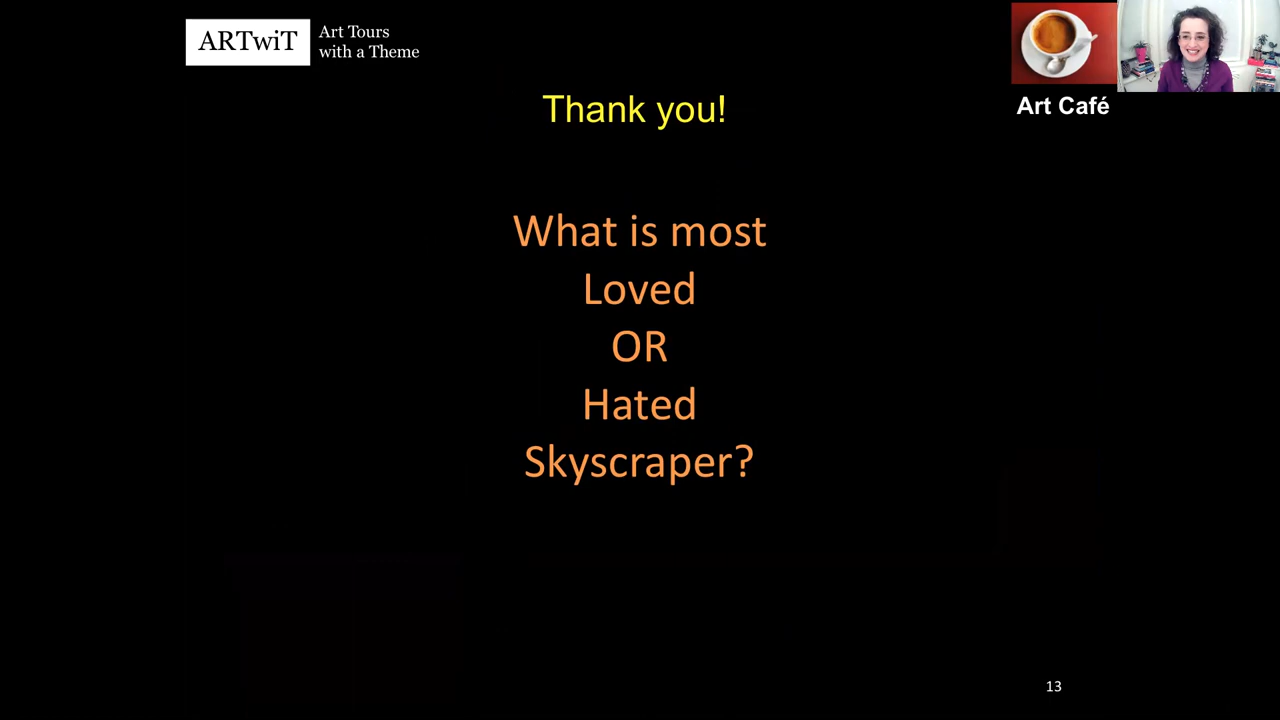 ARTwiT
Art Tours
with a Theme
Art Café
Thank you!
What is most
Loved
OR
Hated
Skyscraper?
13